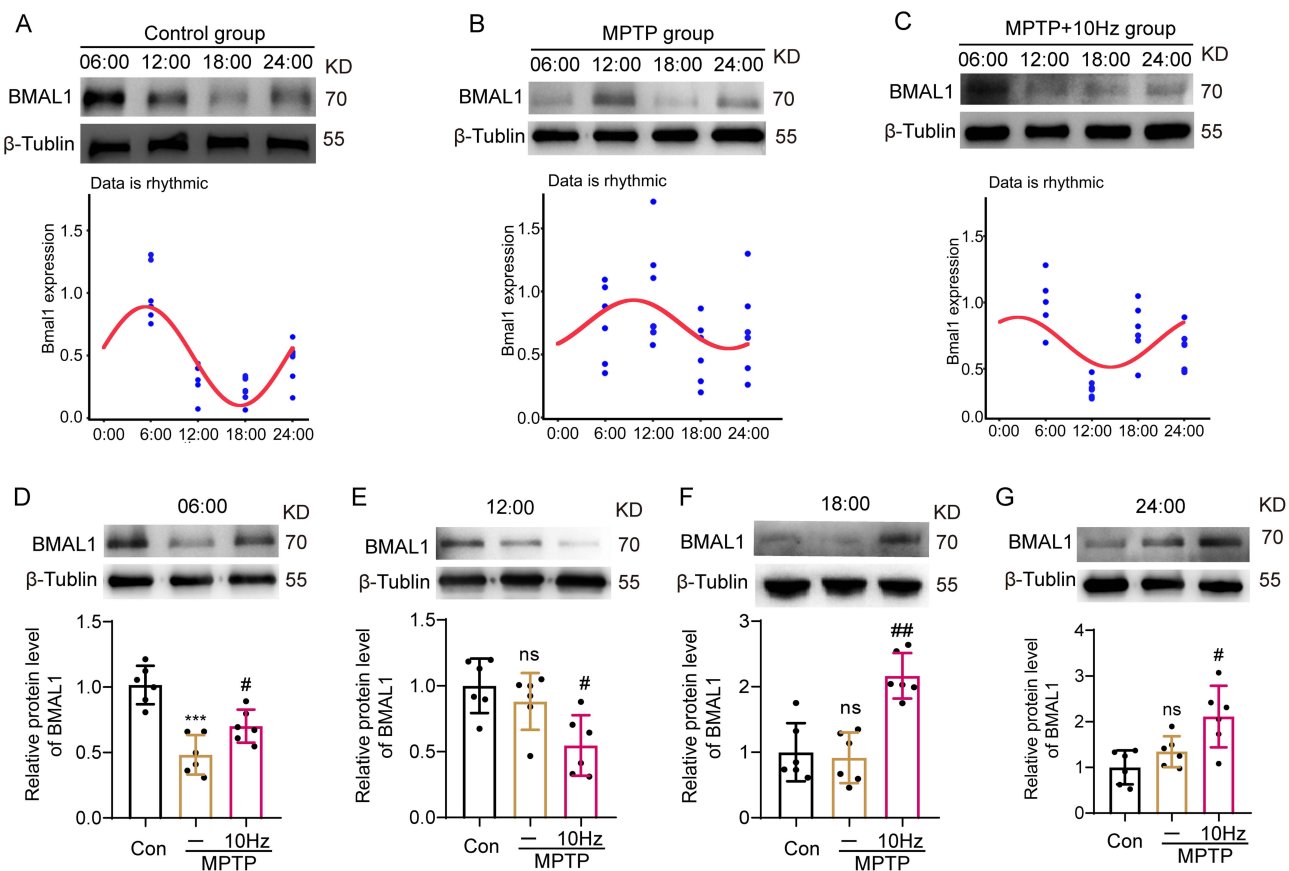 A
Control group
06:00 12:00 18:00 24:00 KD
BMAL1 70
β-Tublin 55
Data is rhythmic
Bmal1 expression
1.5
1.0
0.5
0.0
0:00 6:00 12:00 18:00 24:00
B
MPTP group
06:00 12:00 18:00 24:00 KD
BMAL1 70
β-Tublin 55
Data is rhythmic
Bmal1 expression
1.5
1.0
0.5
0.0
0:00 6:00 12:00 18:00 24:00
C
MPTP+10Hz group
06:00 12:00 18:00 24:00 KD
BMAL1 70
β-Tublin 55
Data is rhythmic
Bmal1 expression
1.5
1.0
0.5
0.0
0:00 6:00 12:00 18:00 24:00
D
06:00 KD
BMAL1 70
β-Tublin 55
Relative protein level
of BMAL1
1.5
1.0
0.5
0.0
***
#
Con – 10Hz
MPTP
E
12:00 KD
BMAL1 70
β-Tublin 55
Relative protein level
of BMAL1
1.5
1.0
0.5
0.0
ns
#
Con – 10Hz
MPTP
F
18:00 KD
BMAL1 70
β-Tublin 55
Relative protein level
of BMAL1
3
2
1
0
ns
##
Con – 10Hz
MPTP
G
24:00 KD
BMAL1 70
β-Tublin 55
Relative protein level
of BMAL1
4
3
2
1
0
ns
#
Con – 10Hz
MPTP